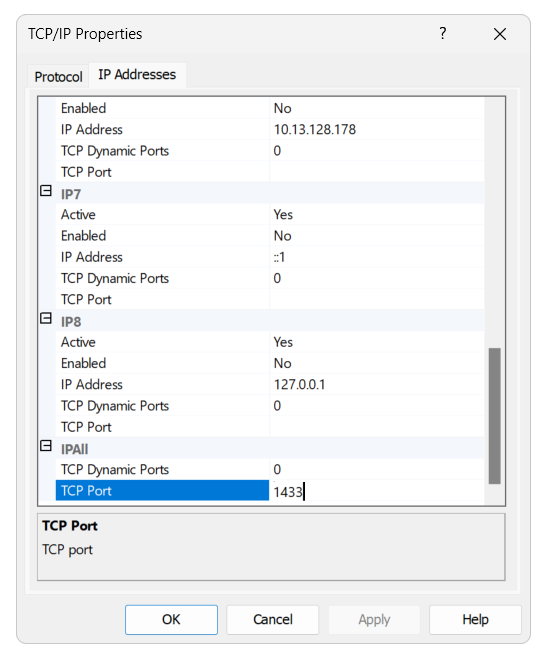 TCP/IP Properties ?
Protocol IP Addresses
Enabled No
IP Address 10.13.128.178
TCP Dynamic Ports 0
TCP Port
IP7
Active Yes
Enabled No
IP Address ::1
TCP Dynamic Ports 0
TCP Port
IP8
Active Yes
Enabled No
IP Address 127.0.0.1
TCP Dynamic Ports 0
TCP Port
IPAll
TCP Dynamic Ports 0
TCP Port 1433
TCP Port
TCP port
OK Cancel Apply Help